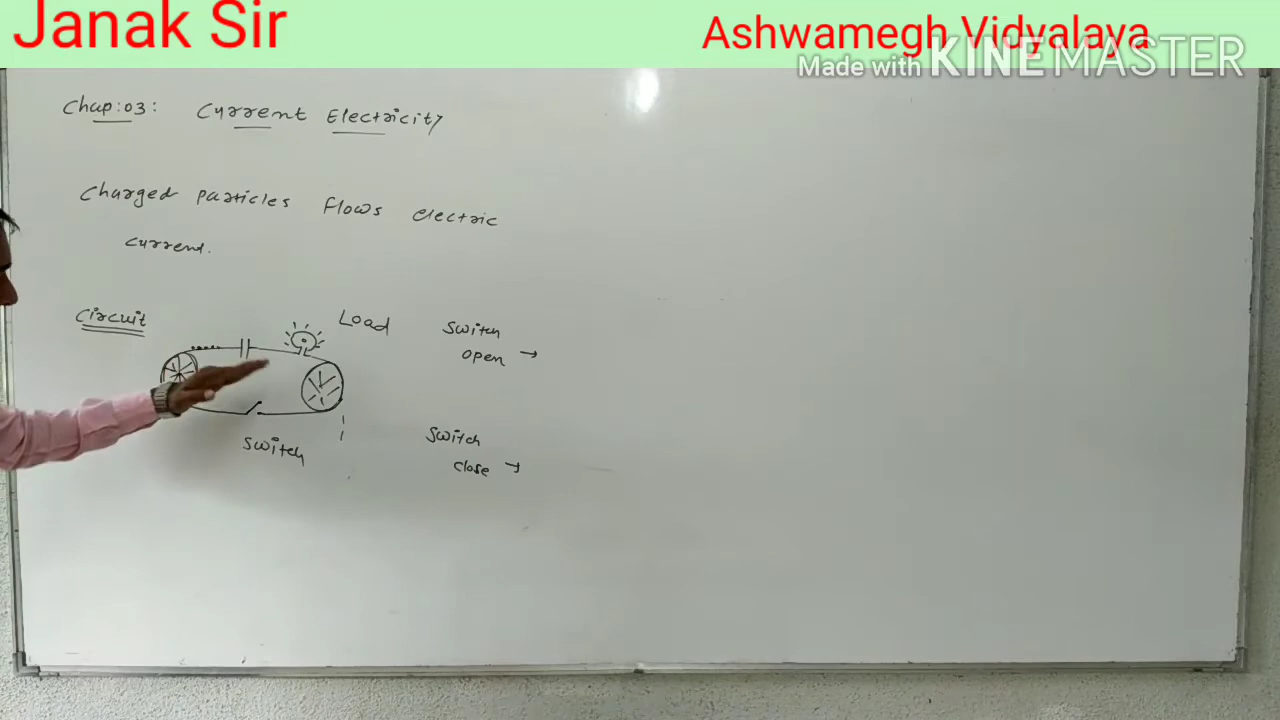 Janak Sir
Ashwamegh Vidyalaya
Made with KINEMASTER
Chap:03: Current Electricity
Charged particles flows electric
current.
Circuit
Load
Switch
open →
Switch
Switch
close →